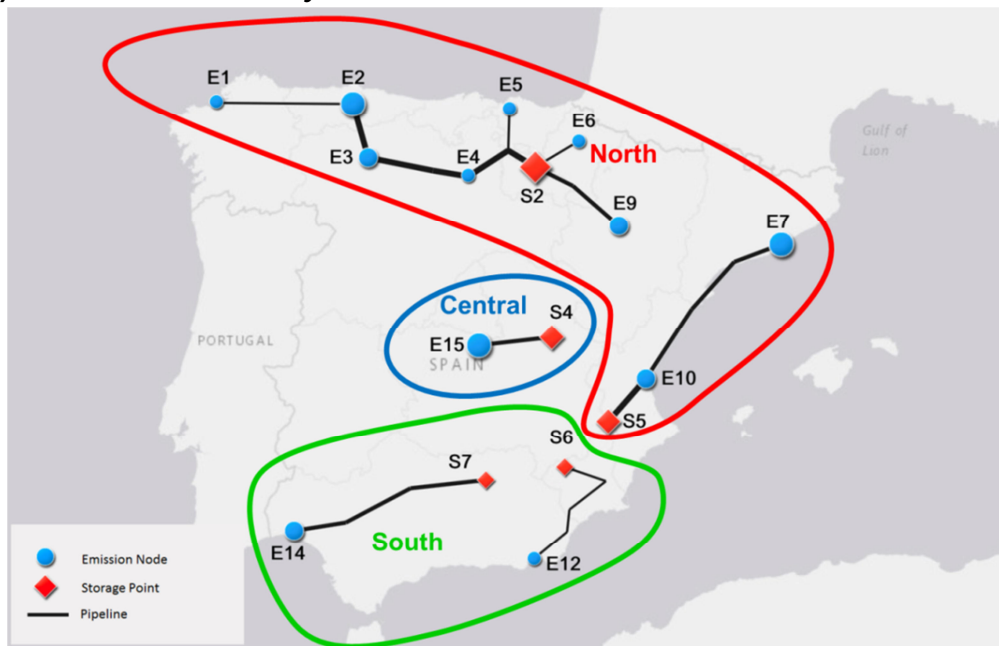 E1
E2
E5
E6
E3
E4
North
S2
E9
E7
Gulf of
Lion
Central
S4
E15
SPAIN
PORTUGAL
E10
S5
S6
S7
South
E14
E12
Emission Node
Storage Point
Pipeline